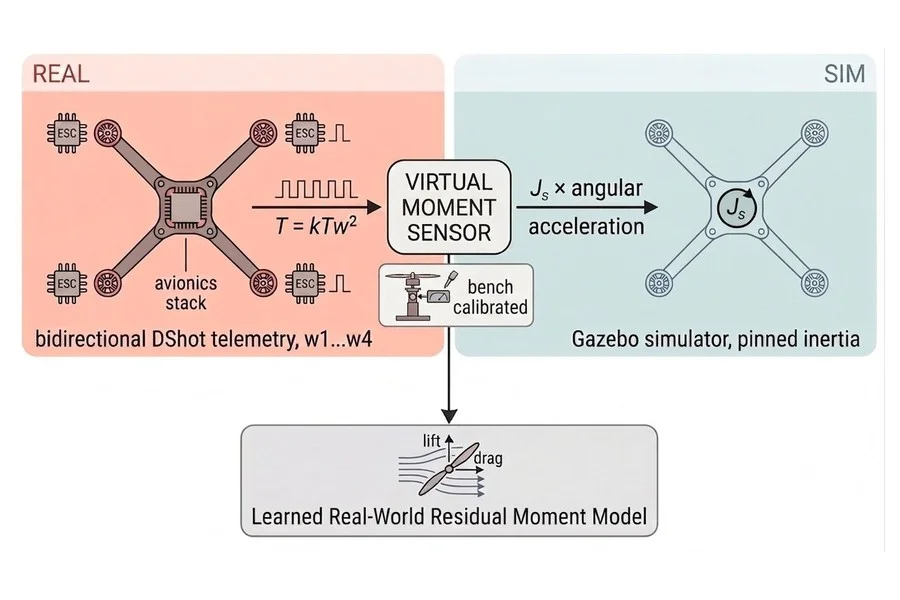 REAL
SIM
ESC
ESC
ESC
ESC
avionics
stack
T = kTw²
bidirectional DShot telemetry, w1...w4
VIRTUAL
MOMENT
SENSOR
bench
calibrated
Jₛ × angular
acceleration
Jₛ
Gazebo simulator, pinned inertia
lift
drag
Learned Real-World Residual Moment Model